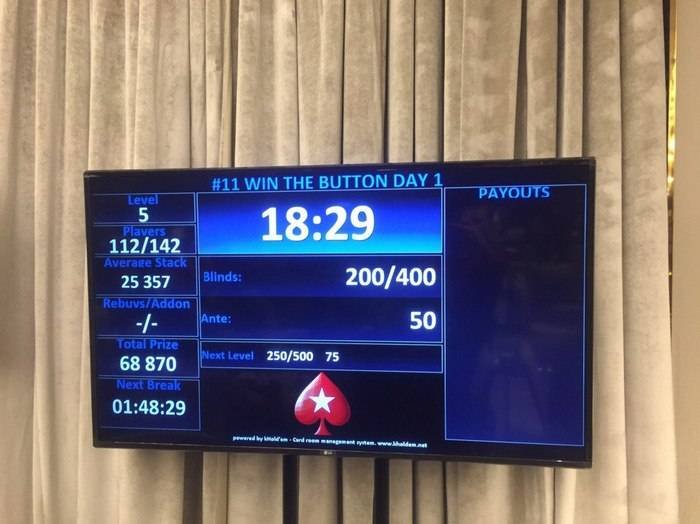 #11 WIN THE BUTTON DAY 1
Level
5
Players
112/142
Average Stack
25 357
Rebuys/Addon
-/-
Total Prize
68 870
Next Break
01:48:29
18:29
Blinds: 200/400
Ante: 50
Next Level 250/500 75
PAYOUTS
powered by kHold'em - Card room management system. www.kholdem.net
LG